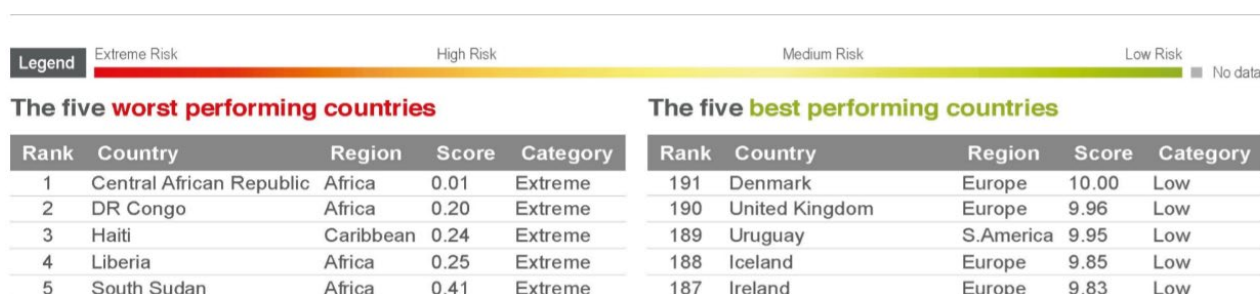 Legend Extreme Risk High Risk Medium Risk Low Risk No data
The five worst performing countries
Rank Country Region Score Category
1 Central African Republic Africa 0.01 Extreme
2 DR Congo Africa 0.20 Extreme
3 Haiti Caribbean 0.24 Extreme
4 Liberia Africa 0.25 Extreme
5 South Sudan Africa 0.41 Extreme
The five best performing countries
Rank Country Region Score Category
191 Denmark Europe 10.00 Low
190 United Kingdom Europe 9.96 Low
189 Uruguay S.America 9.95 Low
188 Iceland Europe 9.85 Low
187 Ireland Europe 9.83 Low